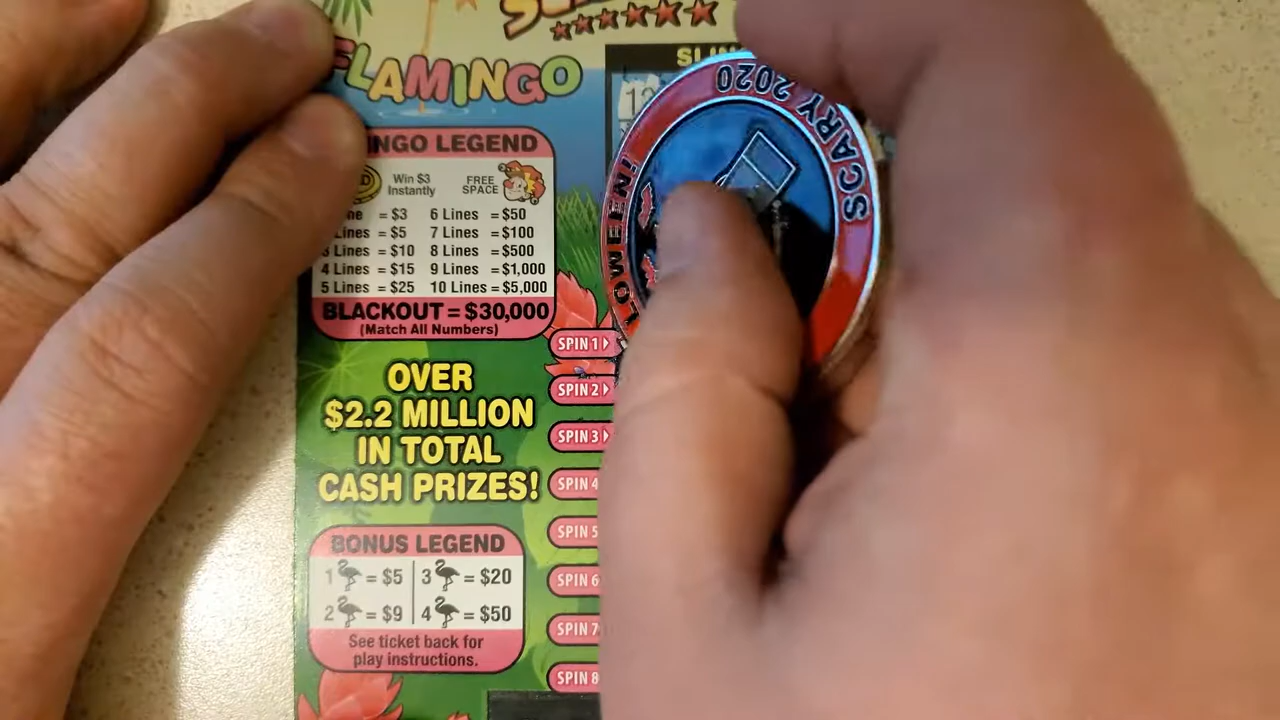 FLAMINGO
LEGEND
Win $3
Instantly
FREE
SPACE
= $3 6 Lines = $50
Lines = $5 7 Lines = $100
3 Lines = $10 8 Lines = $500
4 Lines = $15 9 Lines = $1,000
5 Lines = $25 10 Lines = $5,000
BLACKOUT = $30,000
(Match All Numbers)
OVER
$2.2 MILLION
IN TOTAL
CASH PRIZES!
BONUS LEGEND
1 = $5 3 = $20
2 = $9 4 = $50
See ticket back for
play instructions.
SPIN 1
SPIN 2
SPIN 3
SPIN 4
SPIN 5
SPIN 6
SPIN 7
SPIN 8
SCARY 2020